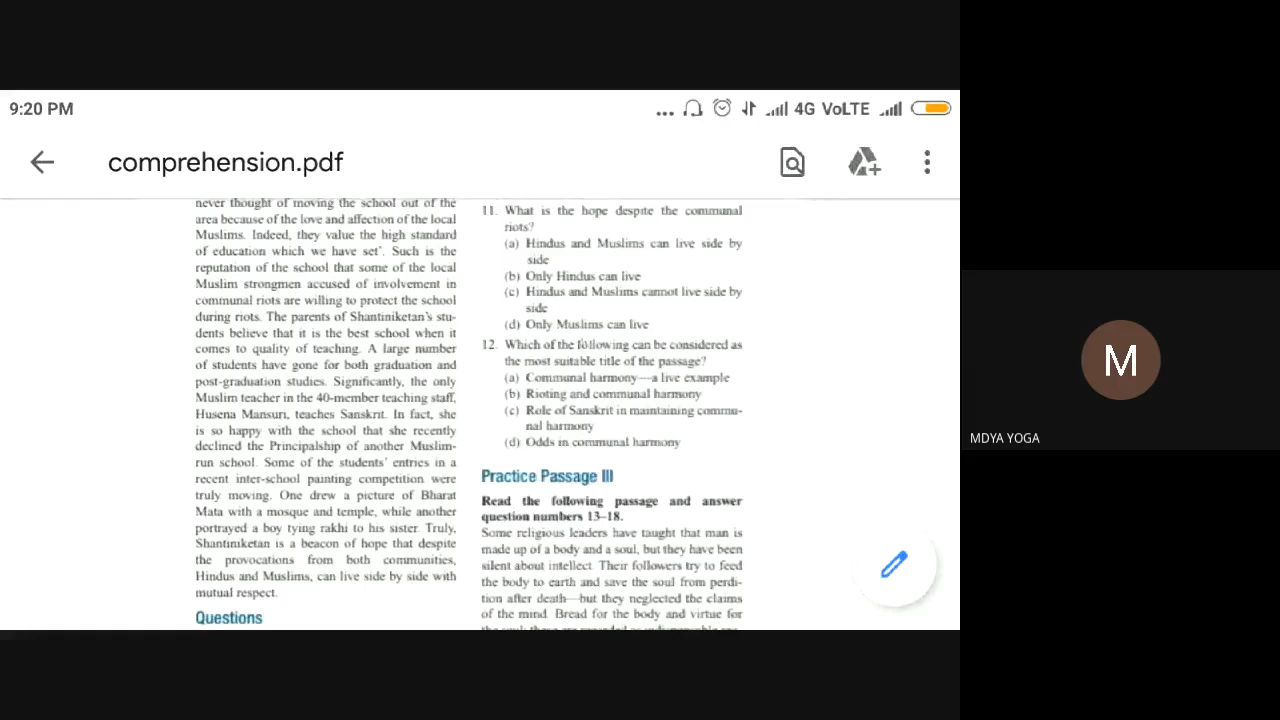 9:20 PM
... 4G VoLTE
comprehension.pdf
never thought of moving the school out of the
area because of the love and affection of the local
Muslims. Indeed, they value the high standard
of education which we have set'. Such is the
reputation of the school that some of the local
Muslim strongmen accused of involvement in
communal riots are willing to protect the school
during riots. The parents of Shantiniketan's stu-
dents believe that it is the best school when it
comes to quality of teaching. A large number
of students have gone for both graduation and
post-graduation studies. Significantly, the only
Muslim teacher in the 40-member teaching staff,
Husena Mansuri, teaches Sanskrit. In fact, she
is so happy with the school that she recently
declined the Principalship of another Muslim-
run school. Some of the students' entries in a
recent inter-school painting competition were
truly moving. One drew a picture of Bharat
Mata with a mosque and temple, while another
portrayed a boy tying rakhi to his sister. Truly,
Shantiniketan is a beacon of hope that despite
the provocations from both communities,
Hindus and Muslims, can live side by side with
mutual respect.
Questions
11. What is the hope despite the communal
riots?
(a) Hindus and Muslims can live side by
side
(b) Only Hindus can live
(c) Hindus and Muslims cannot live side by
side
(d) Only Muslims can live
12. Which of the following can be considered as
the most suitable title of the passage?
(a) Communal harmony—a live example
(b) Rioting and communal harmony
(c) Role of Sanskrit in maintaining commu-
nal harmony
(d) Odds in communal harmony
Practice Passage III
Read the following passage and answer
question numbers 13–18.
Some religious leaders have taught that man is
made up of a body and a soul, but they have been
silent about intellect. Their followers try to feed
the body to earth and save the soul from perdi-
tion after death—but they neglected the claims
of the mind. Bread for the body and virtue for
M
MDYA YOGA